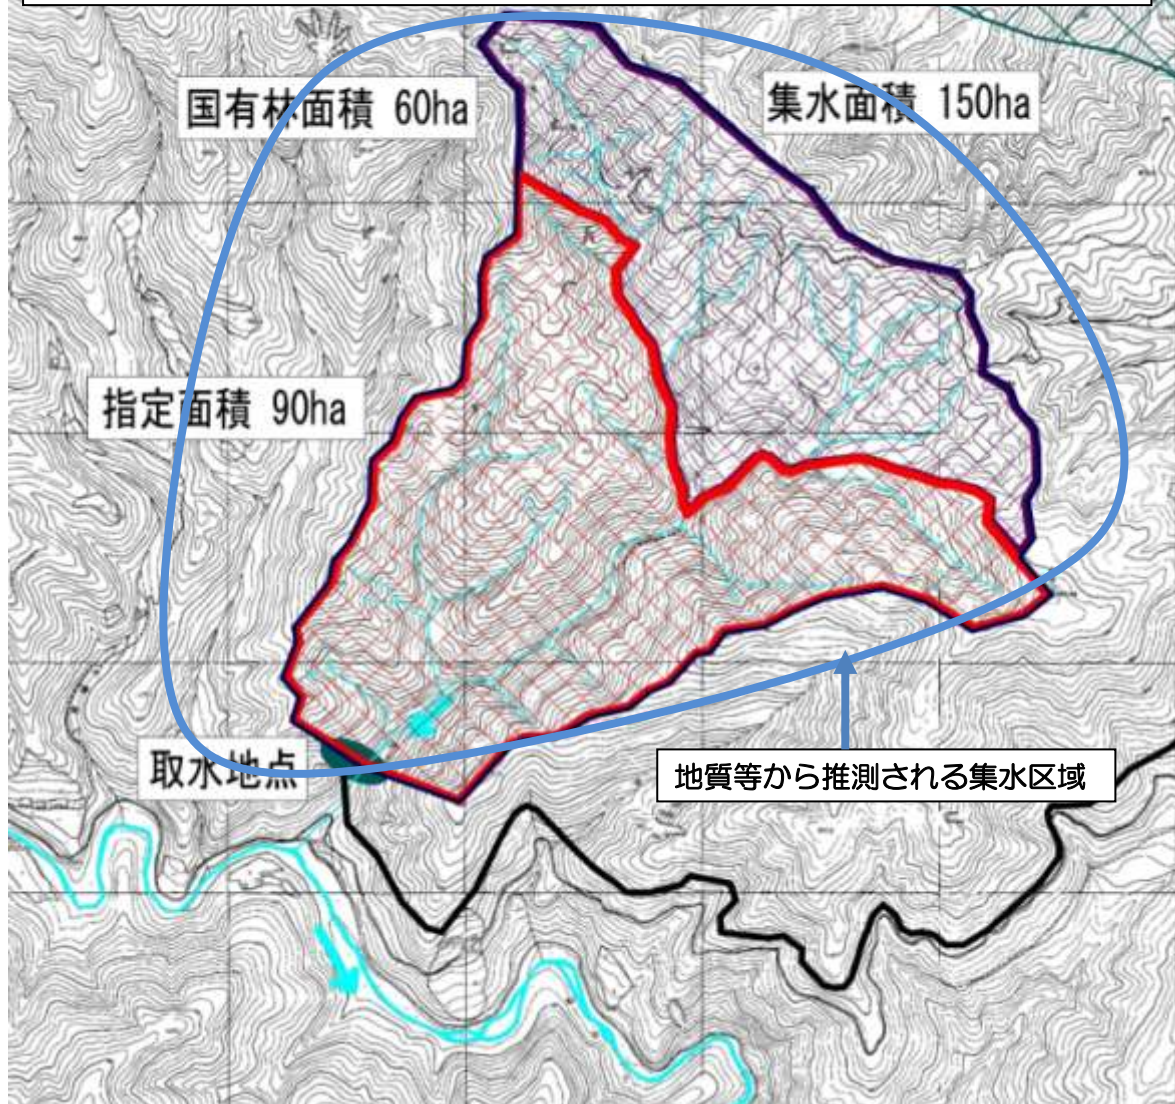 国有林面積 60ha
集水面積 150ha
指定面積 90ha
取水地点
地質等から推測される集水区域